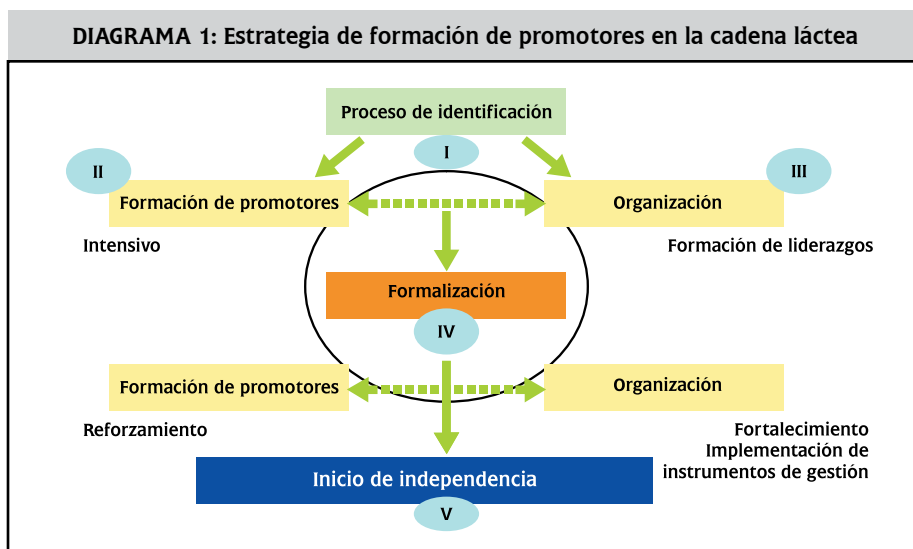 DIAGRAMA 1: Estrategia de formación de promotores en la cadena láctea
Proceso de identificación
I
II
III
Formación de promotores
Organización
Intensivo
Formación de liderazgos
Formalización
IV
Formación de promotores
Organización
Reforzamiento
Fortalecimiento
Implementación de
instrumentos de gestión
Inicio de independencia
V